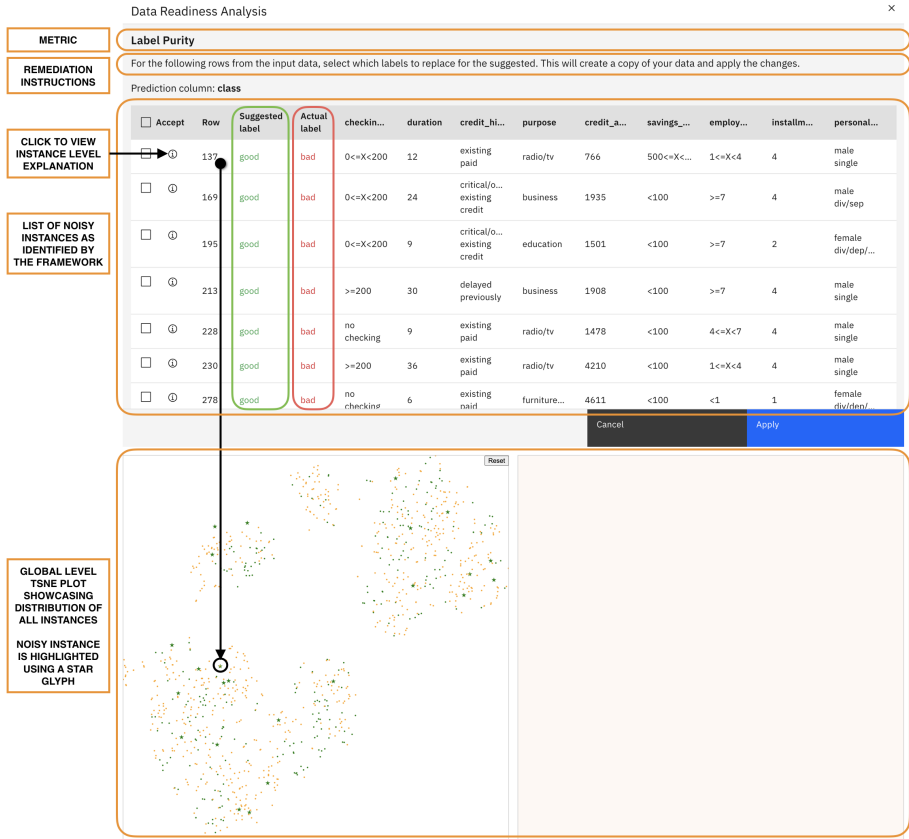 Data Readiness Analysis
×
METRIC
Label Purity
REMEDIATION
INSTRUCTIONS
For the following rows from the input data, select which labels to replace for the suggested. This will create a copy of your data and apply the changes.
Prediction column: class
Accept Row Suggested label Actual label checkin... duration credit_hi... purpose credit_a... savings_... employ... installm... personal...
CLICK TO VIEW
INSTANCE LEVEL
EXPLANATION
137 good bad 0<=X<200 12 existing paid radio/tv 766 500<=X<... 1<=X<4 4 male single
169 good bad 0<=X<200 24 critical/o... existing credit business 1935 <100 >=7 4 male div/sep
LIST OF NOISY
INSTANCES AS
IDENTIFIED BY
THE FRAMEWORK
195 good bad 0<=X<200 9 critical/o... existing credit education 1501 <100 >=7 2 female div/dep/...
213 good bad >=200 30 delayed previously business 1908 <100 >=7 4 male single
228 good bad no checking 9 existing paid radio/tv 1478 <100 4<=X<7 4 male single
230 good bad >=200 36 existing paid radio/tv 4210 <100 1<=X<4 4 male single
278 good bad no checking 6 existing paid furniture... 4611 <100 <1 1 female div/dep/...
Cancel
Apply
Reset
GLOBAL LEVEL
TSNE PLOT
SHOWCASING
DISTRIBUTION OF
ALL INSTANCES
NOISY INSTANCE
IS HIGHLIGHTED
USING A STAR
GLYPH